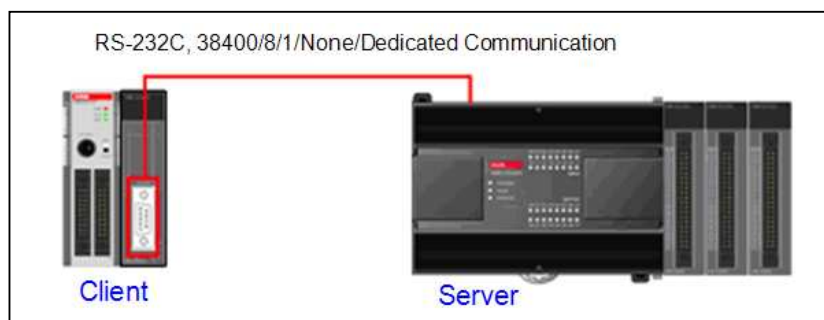 RS-232C, 38400/8/1/None/Dedicated Communication
Client
Server